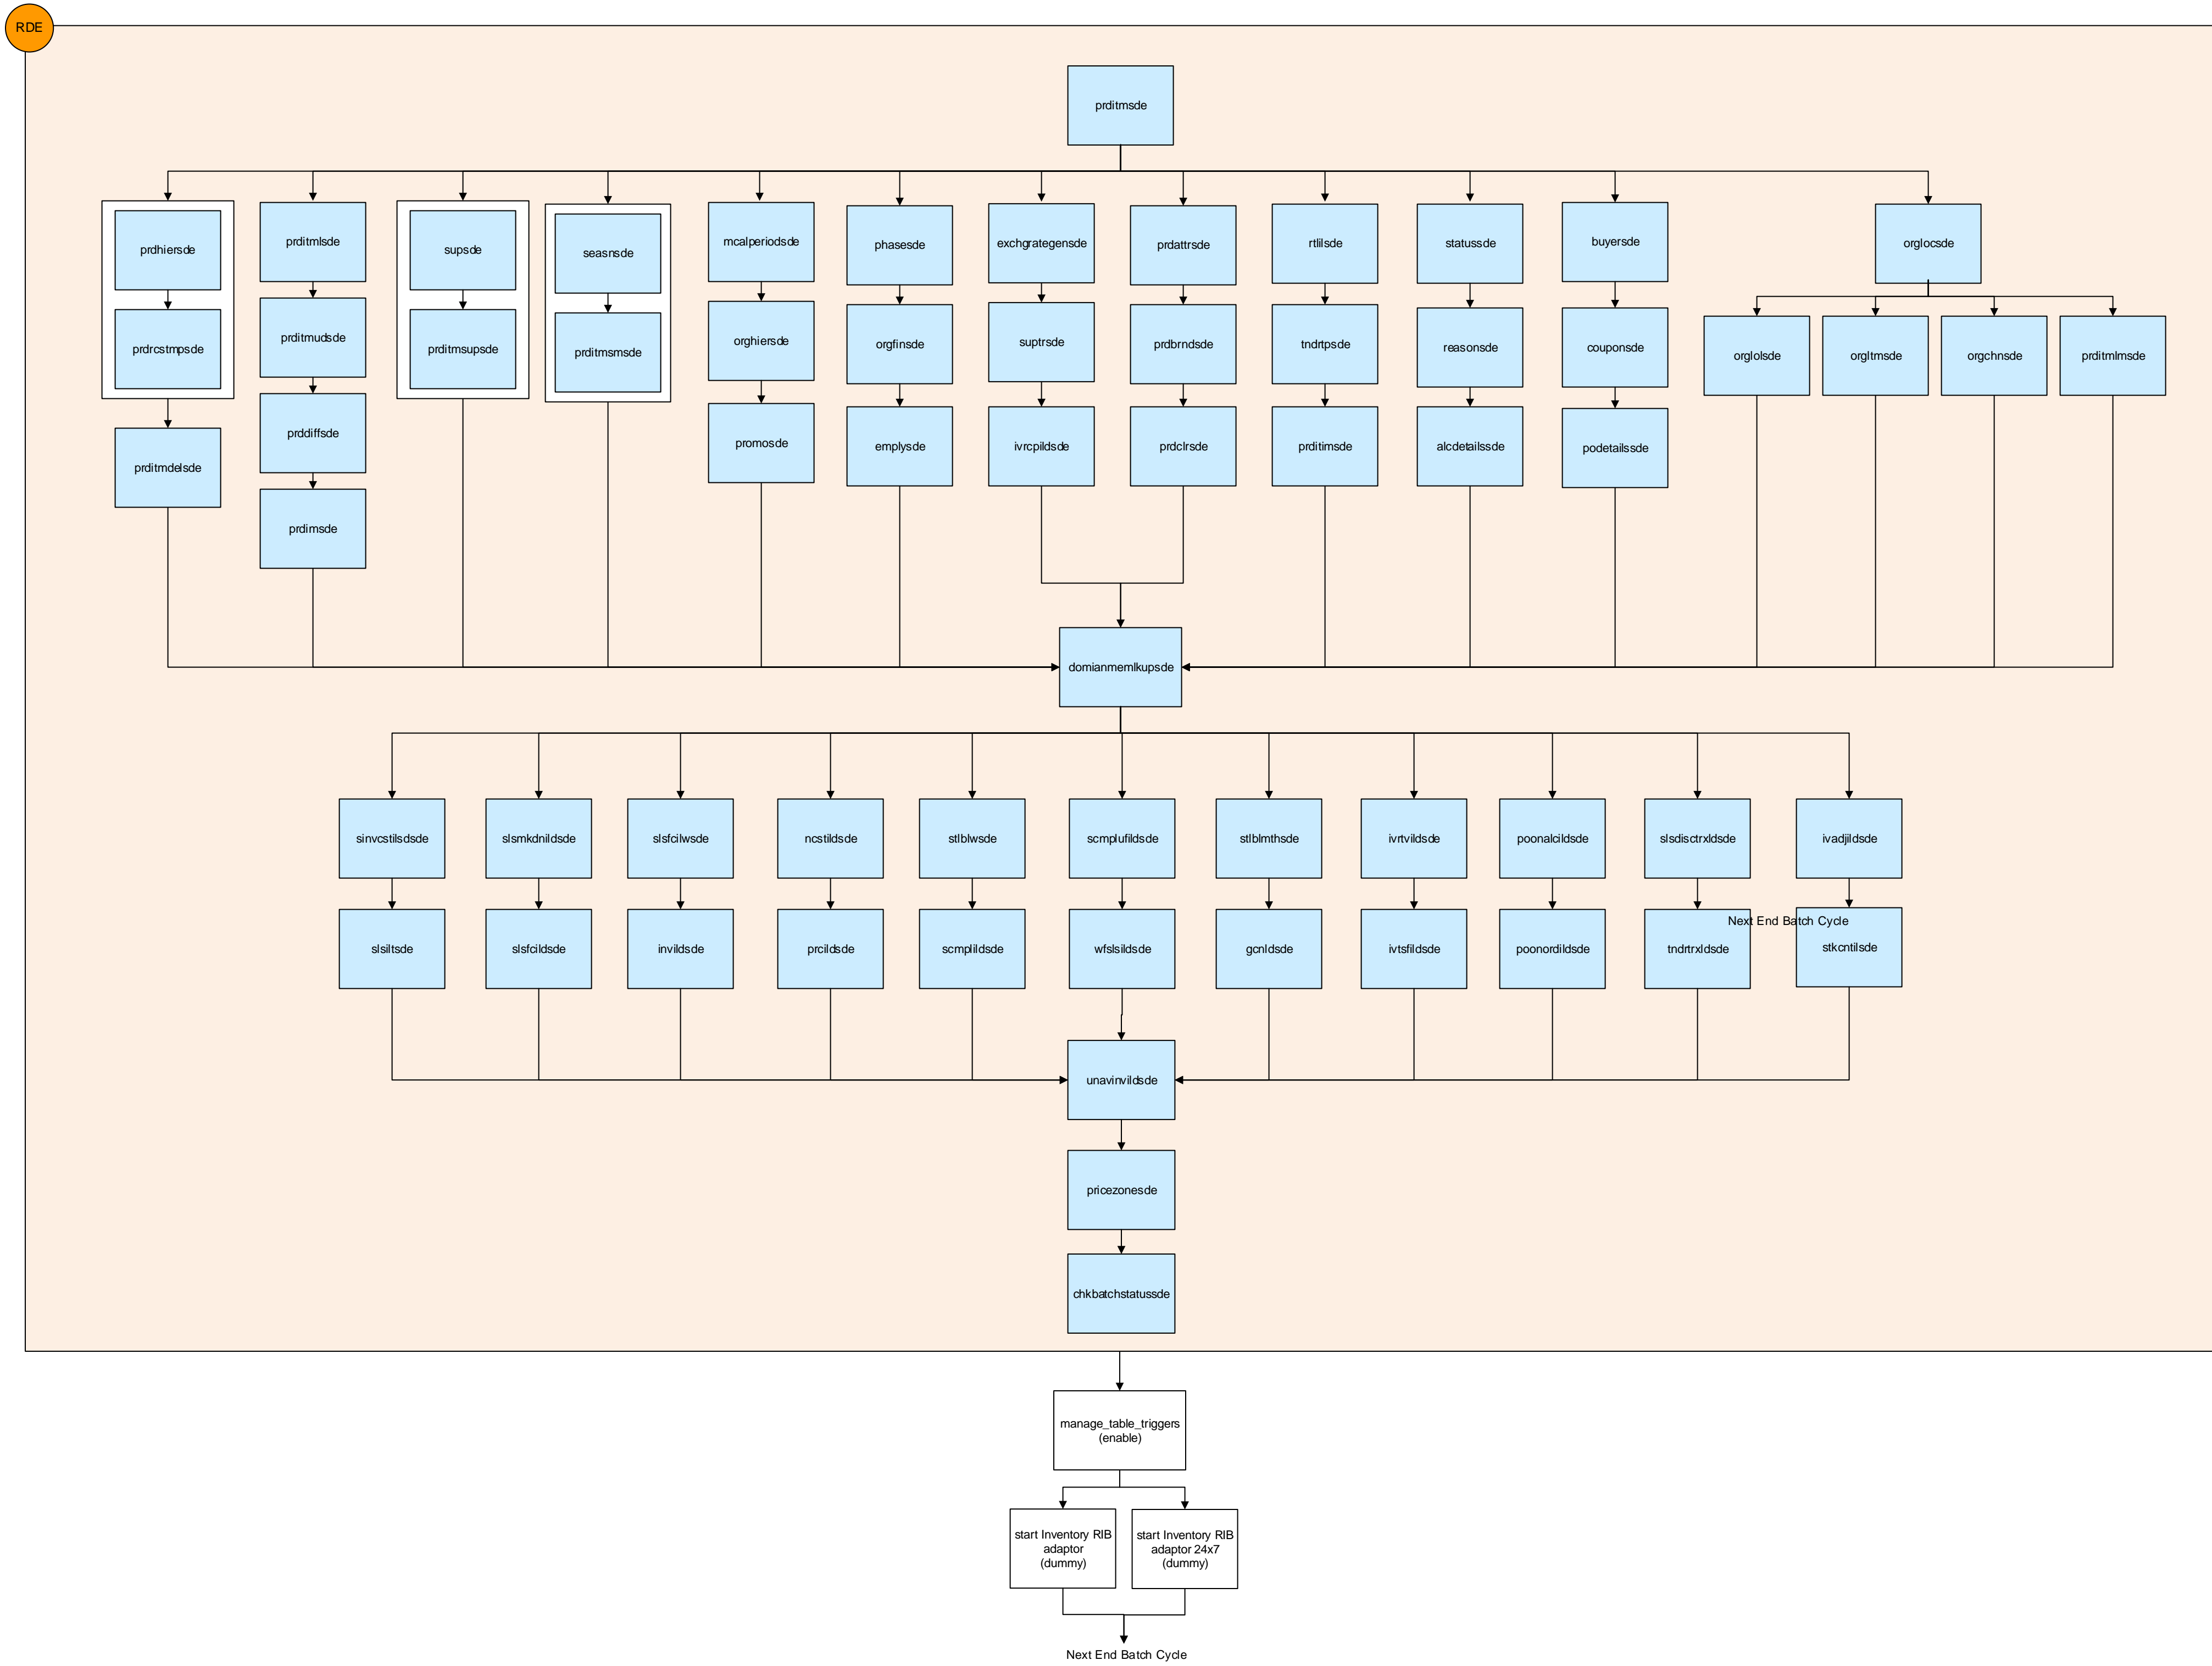 RDE
prditmsde
prdhiersde
prditmlsde
supsde
seasnsde
mcalperiodsde
phasesde
exchgrategensde
prdattrsde
rtlilsde
statussde
buyersde
orglocsde
prdrcstmpsde
prditmudsde
prditmsupsde
prditmsmsde
orghiersde
orgfinsde
suptrsde
prdbrndsde
tndrtpsde
reasonsde
couponsde
orglolsde
orgltmsde
orgchnsde
prditmlmsde
prditmdelsde
prddiffsde
promosde
emplysde
ivrcpildsde
prdclrsde
prditimsde
alcdetailssde
podetailssde
prdimsde
domianmemlkupsde
sinvcstilsdsde
slsmkdnildsde
slsfcilwsde
ncstildsde
stlblwsde
scmplufildsde
stlblmthsde
ivrtvildsde
poonalcildsde
slsdisctrxldsde
ivadjildsde
Next End Batch Cycle
slsiltsde
slsfcildsde
invildsde
prcildsde
scmplildsde
wfslsildsde
gcnldsde
ivtsfildsde
poonordildsde
tndrtrxldsde
stkcntilsde
unavinvildsde
pricezonesde
chkbatchstatussde
manage_table_triggers
(enable)
start Inventory RIB
adaptor
(dummy)
start Inventory RIB
adaptor 24x7
(dummy)
Next End Batch Cycle